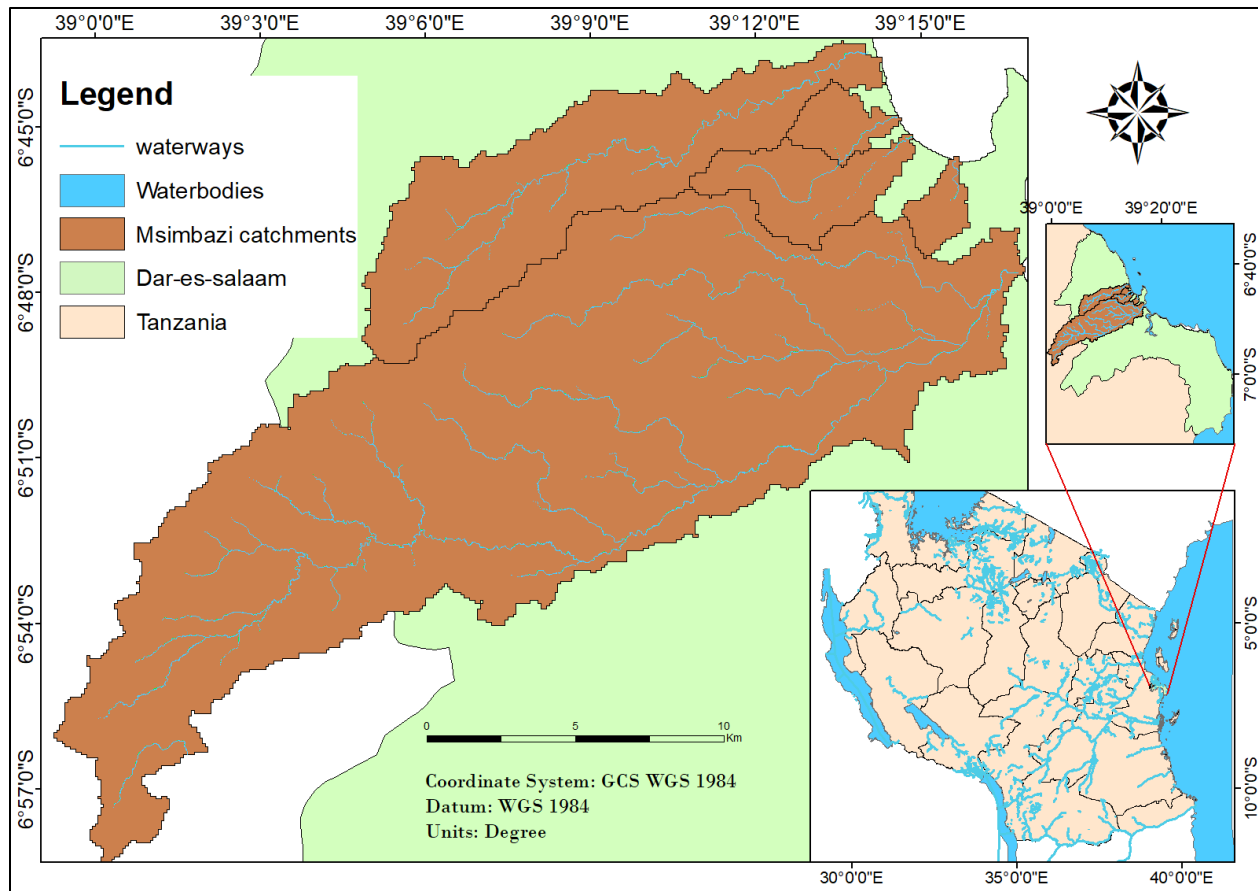 39°0'0"E
39°3'0"E
39°6'0"E
39°9'0"E
39°12'0"E
39°15'0"E
Legend
waterways
Waterbodies
Msimbazi catchments
Dar-es-salaam
Tanzania
6°45'0"S
6°48'0"S
6°51'0"S
6°54'0"S
6°57'0"S
39°0'0"E
39°20'0"E
6°40'0"S
7°0'0"S
0
5
10
Km
Coordinate System: GCS WGS 1984
Datum: WGS 1984
Units: Degree
5°0'0"S
10°0'0"S
30°0'0"E
35°0'0"E
40°0'0"E